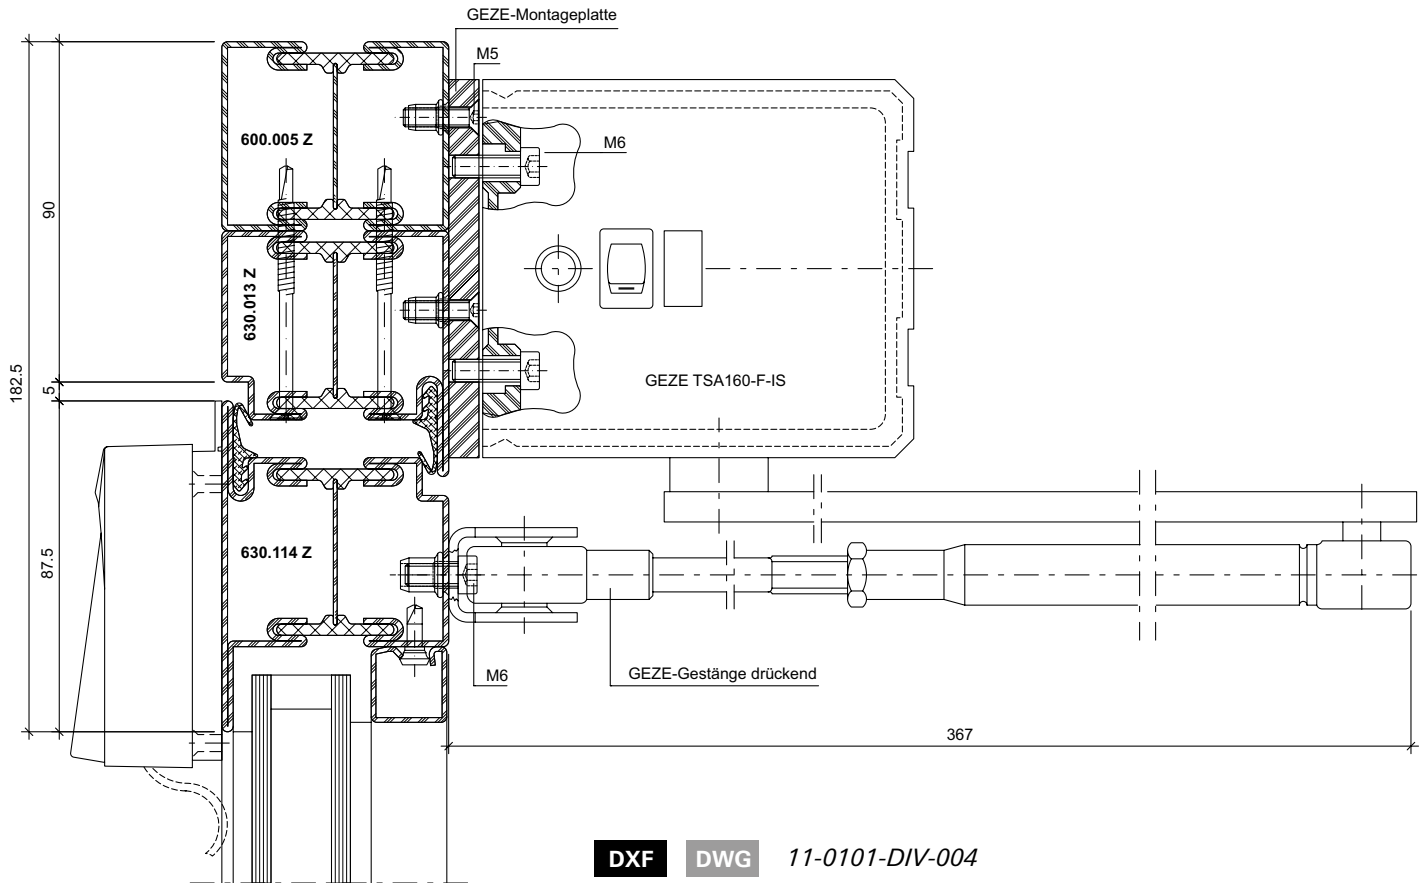 GEZE-Montageplatte
M5
600.005 Z
M6
90
630.013 Z
182.5
5
GEZE TSA160-F-IS
87.5
630.114 Z
M6
GEZE-Gestänge drückend
367
DXF DWG 11-0101-DIV-004